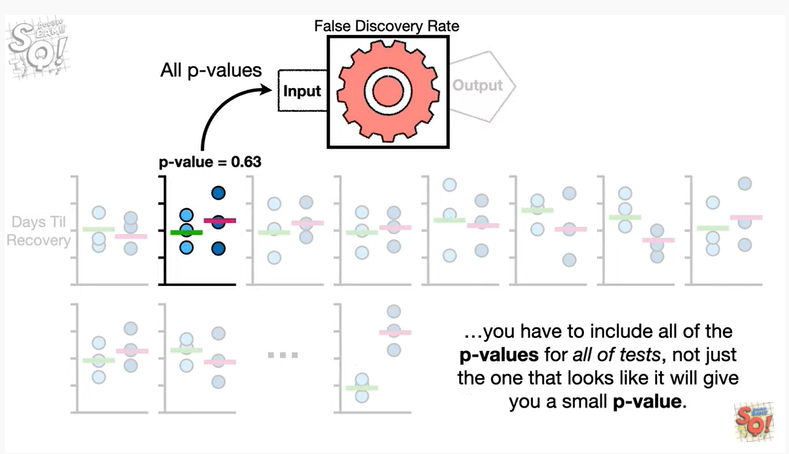 False Discovery Rate
All p-values
Input
Output
p-value = 0.63
Days Til
Recovery
...
…you have to include all of the
p-values for all of tests, not just
the one that looks like it will give
you a small p-value.
SQ!
SQ!